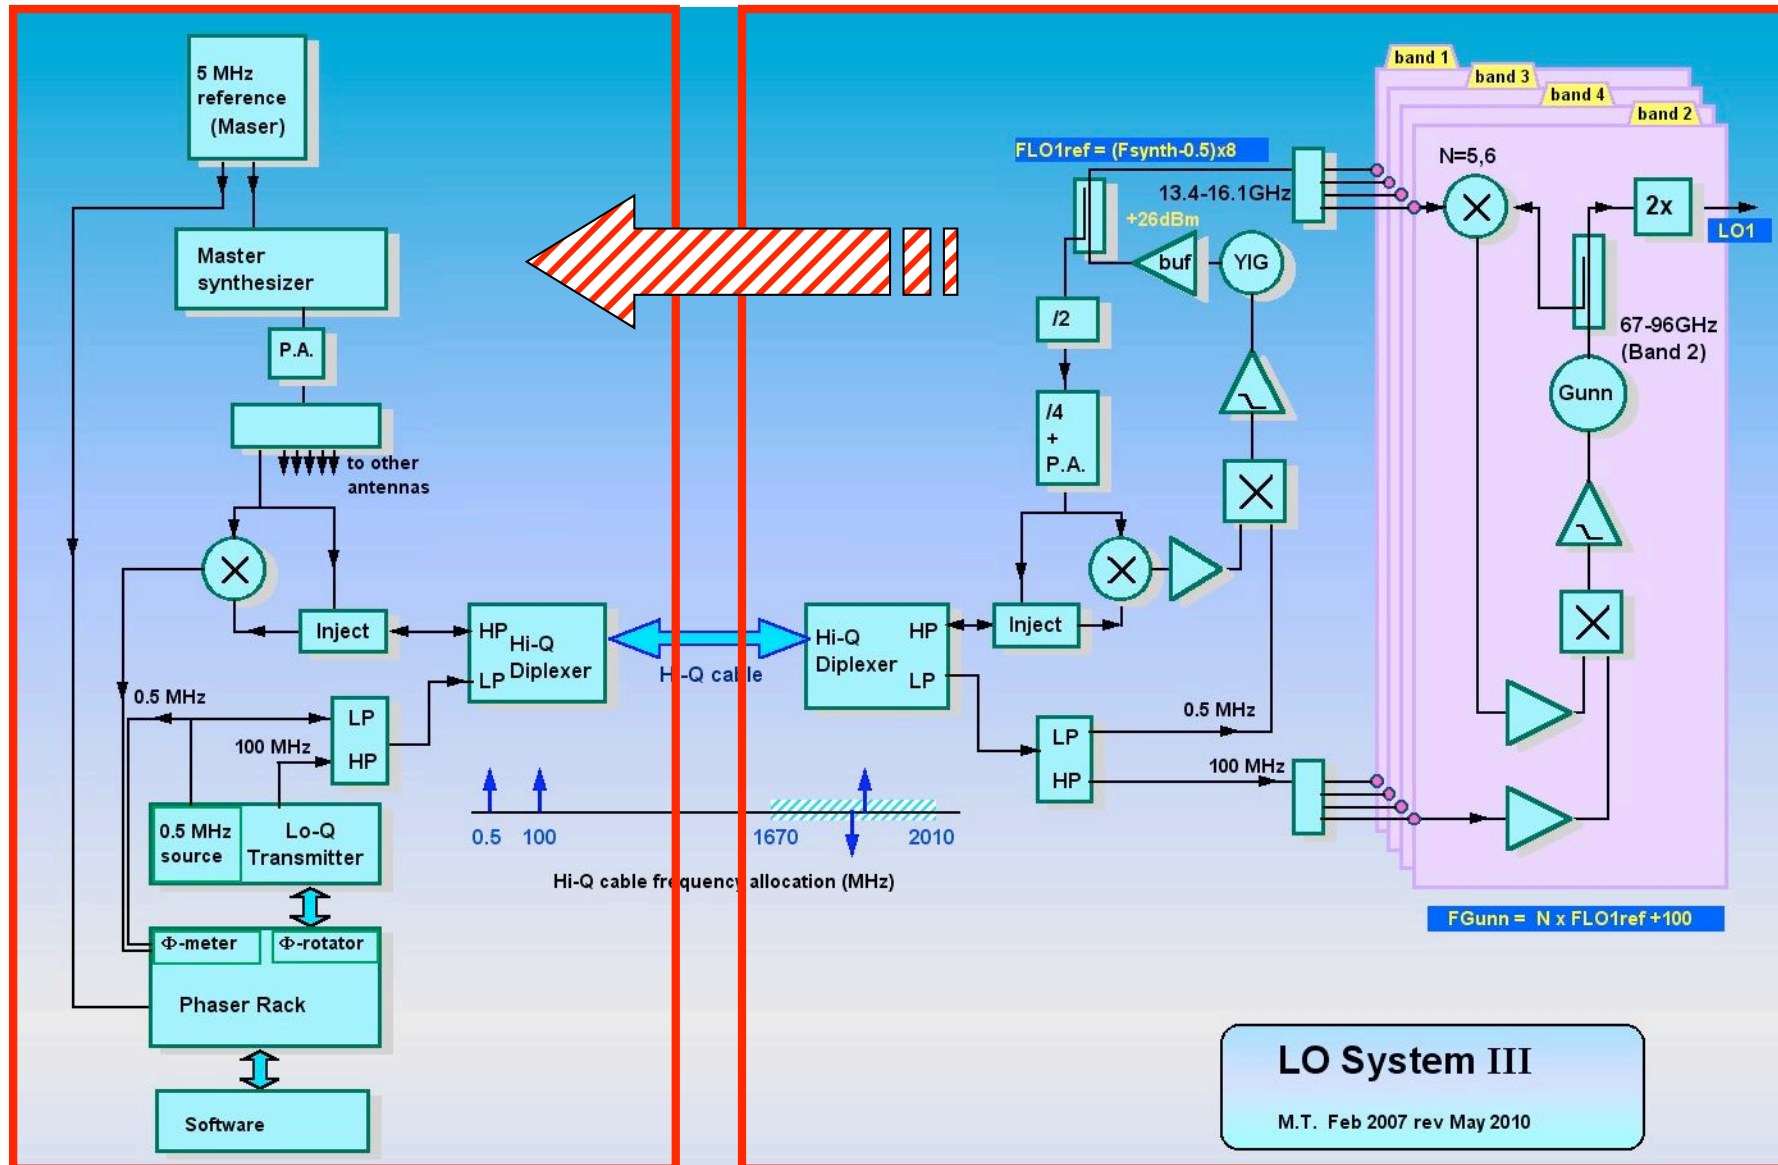 5 MHz
reference
(Maser)
Master
synthesizer
P.A.
to other
antennas
Inject
HP
Hi-Q
Diplexer
LP
0.5 MHz
100 MHz
LP
HP
0.5 MHz
source
Lo-Q
Transmitter
Φ-meter
Φ-rotator
Phaser Rack
Software
Hi-Q cable
0.5
100
1670
2010
Hi-Q cable frequency allocation (MHz)
Hi-Q
Diplexer
HP
LP
Inject
LP
HP
0.5 MHz
100 MHz
FLO1ref = (Fsynth-0.5)x8
13.4-16.1GHz
+26dBm
buf
YIG
/2
/4
+
P.A.
band 1
band 3
band 4
band 2
N=5,6
2x
LO1
67-96GHz
(Band 2)
Gunn
FGunn = N x FLO1ref +100
LO System III
M.T. Feb 2007 rev May 2010